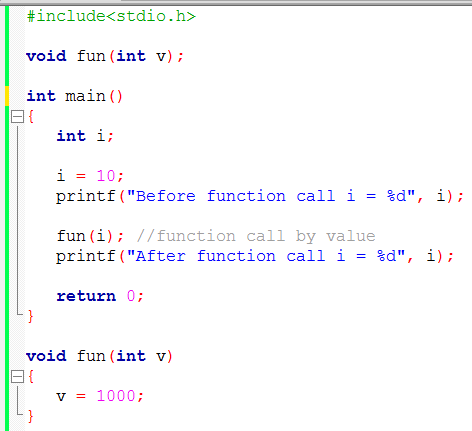 #include<stdio.h>
void fun(int v);
int main()
{
int i;
i = 10;
printf("Before function call i = %d", i);
fun(i); //function call by value
printf("After function call i = %d", i);
return 0;
}
void fun(int v)
{
v = 1000;
}